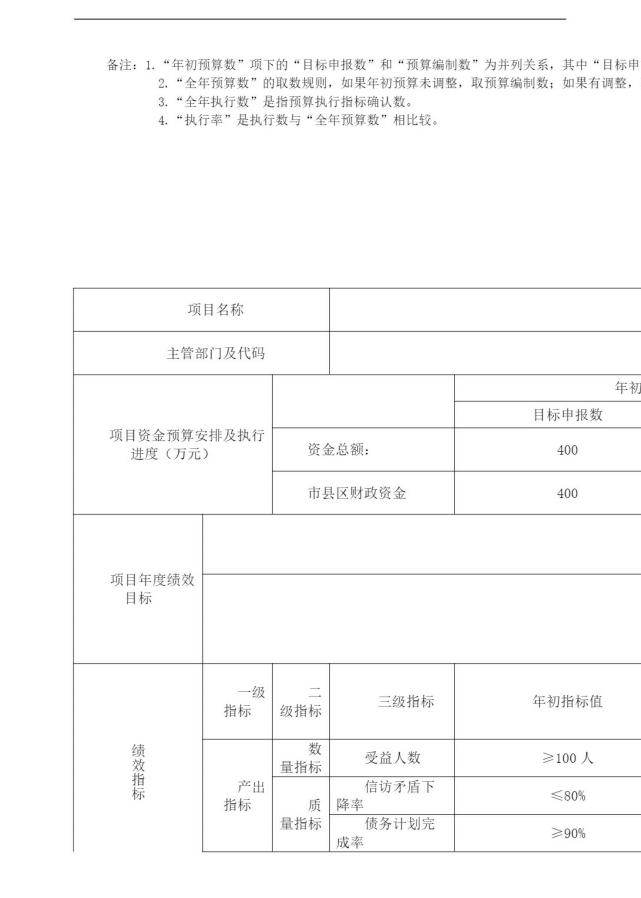 备注：1.“年初预算数”项下的“目标申报数”和“预算编制数”为并列关系，其中“目标申
2.“全年预算数”的取数规则，如果年初预算未调整，取预算编制数；如果有调整，
3.“全年执行数”是指预算执行指标确认数。
4.“执行率”是执行数与“全年预算数”相比较。
项目名称
主管部门及代码
年初
目标申报数
项目资金预算安排及执行
进度（万元）
资金总额：
400
市县区财政资金
400
项目年度绩效
目标
一级
指标
二
级指标
三级指标
年初指标值
绩
效
指
标
产出
指标
数
量指标
受益人数
≥100 人
质
量指标
信访矛盾下
降率
≤80%
债务计划完
成率
≥90%